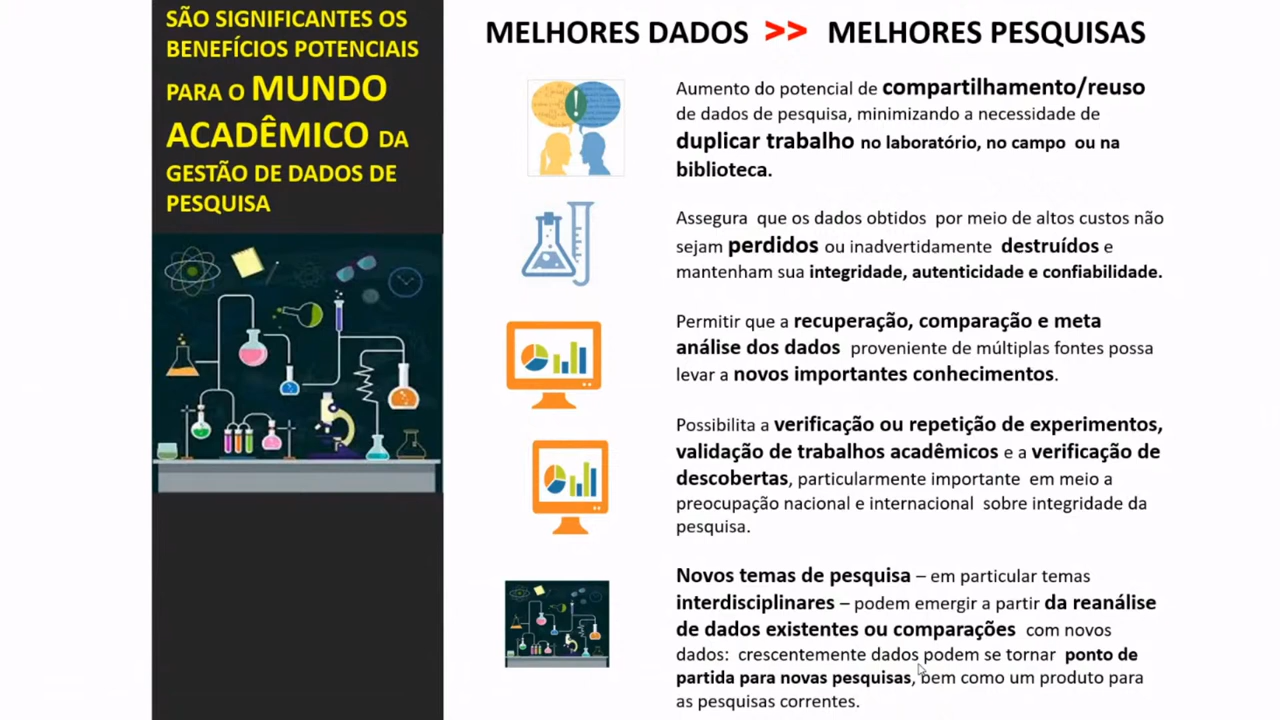 SÃO SIGNIFICANTES OS
BENEFÍCIOS POTENCIAIS
PARA O MUNDO
ACADÊMICO DA
GESTÃO DE DADOS DE
PESQUISA
MELHORES DADOS >> MELHORES PESQUISAS
Aumento do potencial de compartilhamento/reuso
de dados de pesquisa, minimizando a necessidade de
duplicar trabalho no laboratório, no campo ou na
biblioteca.
Assegura que os dados obtidos por meio de altos custos não
sejam perdidos ou inadvertidamente destruídos e
mantenham sua integridade, autenticidade e confiabilidade.
Permitir que a recuperação, comparação e meta
análise dos dados proveniente de múltiplas fontes possa
levar a novos importantes conhecimentos.
Possibilita a verificação ou repetição de experimentos,
validação de trabalhos acadêmicos e a verificação de
descobertas, particularmente importante em meio a
preocupação nacional e internacional sobre integridade da
pesquisa.
Novos temas de pesquisa – em particular temas
interdisciplinares – podem emergir a partir da reanálise
de dados existentes ou comparações com novos
dados: crescentemente dados podem se tornar ponto de
partida para novas pesquisas, bem como um produto para
as pesquisas correntes.